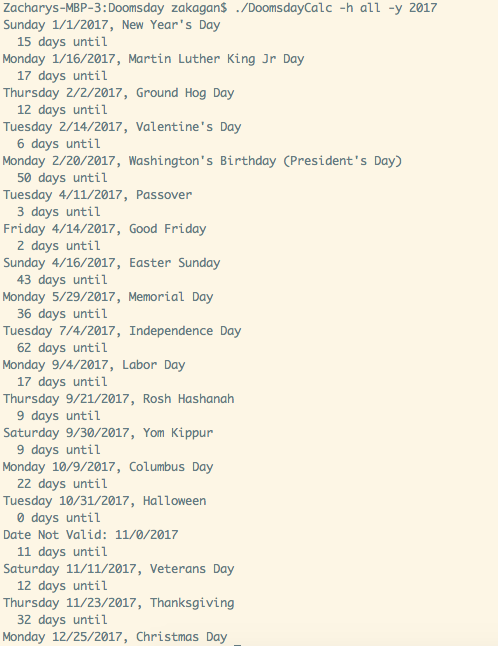 Zacharys-MBP-3:Doomsday zakagan$ ./DoomsdayCalc -h all -y 2017
Sunday 1/1/2017, New Year's Day
15 days until
Monday 1/16/2017, Martin Luther King Jr Day
17 days until
Thursday 2/2/2017, Ground Hog Day
12 days until
Tuesday 2/14/2017, Valentine's Day
6 days until
Monday 2/20/2017, Washington's Birthday (President's Day)
50 days until
Tuesday 4/11/2017, Passover
3 days until
Friday 4/14/2017, Good Friday
2 days until
Sunday 4/16/2017, Easter Sunday
43 days until
Monday 5/29/2017, Memorial Day
36 days until
Tuesday 7/4/2017, Independence Day
62 days until
Monday 9/4/2017, Labor Day
17 days until
Thursday 9/21/2017, Rosh Hashanah
9 days until
Saturday 9/30/2017, Yom Kippur
9 days until
Monday 10/9/2017, Columbus Day
22 days until
Tuesday 10/31/2017, Halloween
0 days until
Date Not Valid: 11/0/2017
11 days until
Saturday 11/11/2017, Veterans Day
12 days until
Thursday 11/23/2017, Thanksgiving
32 days until
Monday 12/25/2017, Christmas Day